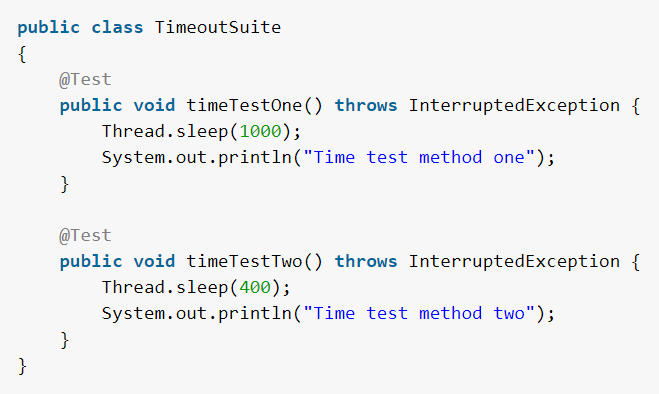 public class TimeoutSuite
{
    @Test
    public void timeTestOne() throws InterruptedException {
        Thread.sleep(1000);
        System.out.println("Time test method one");
    }

    @Test
    public void timeTestTwo() throws InterruptedException {
        Thread.sleep(400);
        System.out.println("Time test method two");
    }
}